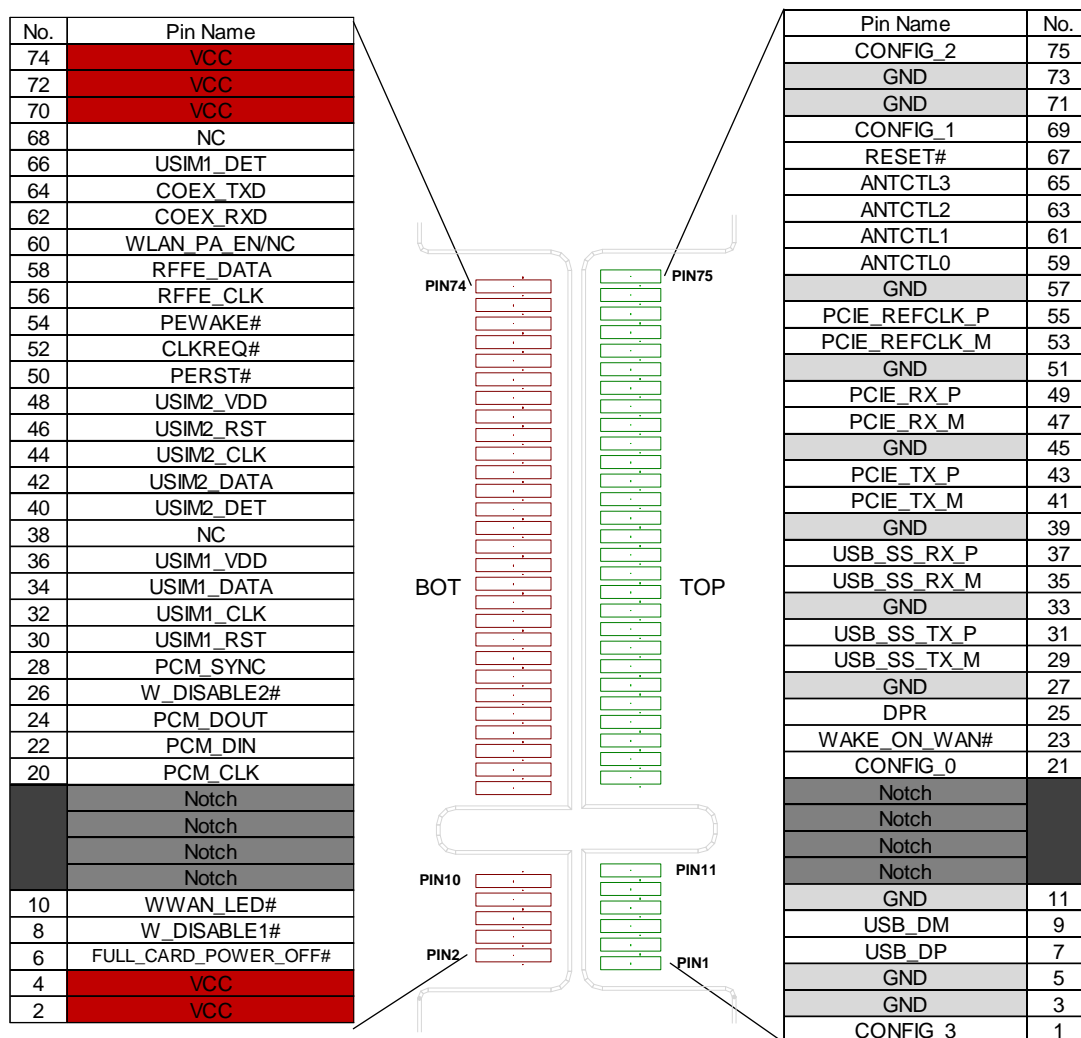 No. Pin Name
74 VCC
72 VCC
70 VCC
68 NC
66 USIM1_DET
64 COEX_TXD
62 COEX_RXD
60 WLAN_PA_EN/NC
58 RFFE_DATA
56 RFFE_CLK
54 PEWAKE#
52 CLKREQ#
50 PERST#
48 USIM2_VDD
46 USIM2_RST
44 USIM2_CLK
42 USIM2_DATA
40 USIM2_DET
38 NC
36 USIM1_VDD
34 USIM1_DATA
32 USIM1_CLK
30 USIM1_RST
28 PCM_SYNC
26 W_DISABLE2#
24 PCM_DOUT
22 PCM_DIN
20 PCM_CLK
Notch
Notch
Notch
Notch
10 WWAN_LED#
8 W_DISABLE1#
6 FULL_CARD_POWER_OFF#
4 VCC
2 VCC
PIN74
PIN75
BOT
TOP
PIN10
PIN11
PIN2
PIN1
Pin Name No.
CONFIG_2 75
GND 73
GND 71
CONFIG_1 69
RESET# 67
ANTCTL3 65
ANTCTL2 63
ANTCTL1 61
ANTCTL0 59
GND 57
PCIE_REFCLK_P 55
PCIE_REFCLK_M 53
GND 51
PCIE_RX_P 49
PCIE_RX_M 47
GND 45
PCIE_TX_P 43
PCIE_TX_M 41
GND 39
USB_SS_RX_P 37
USB_SS_RX_M 35
GND 33
USB_SS_TX_P 31
USB_SS_TX_M 29
GND 27
DPR 25
WAKE_ON_WAN# 23
CONFIG_0 21
Notch
Notch
Notch
Notch
GND 11
USB_DM 9
USB_DP 7
GND 5
GND 3
CONFIG_3 1